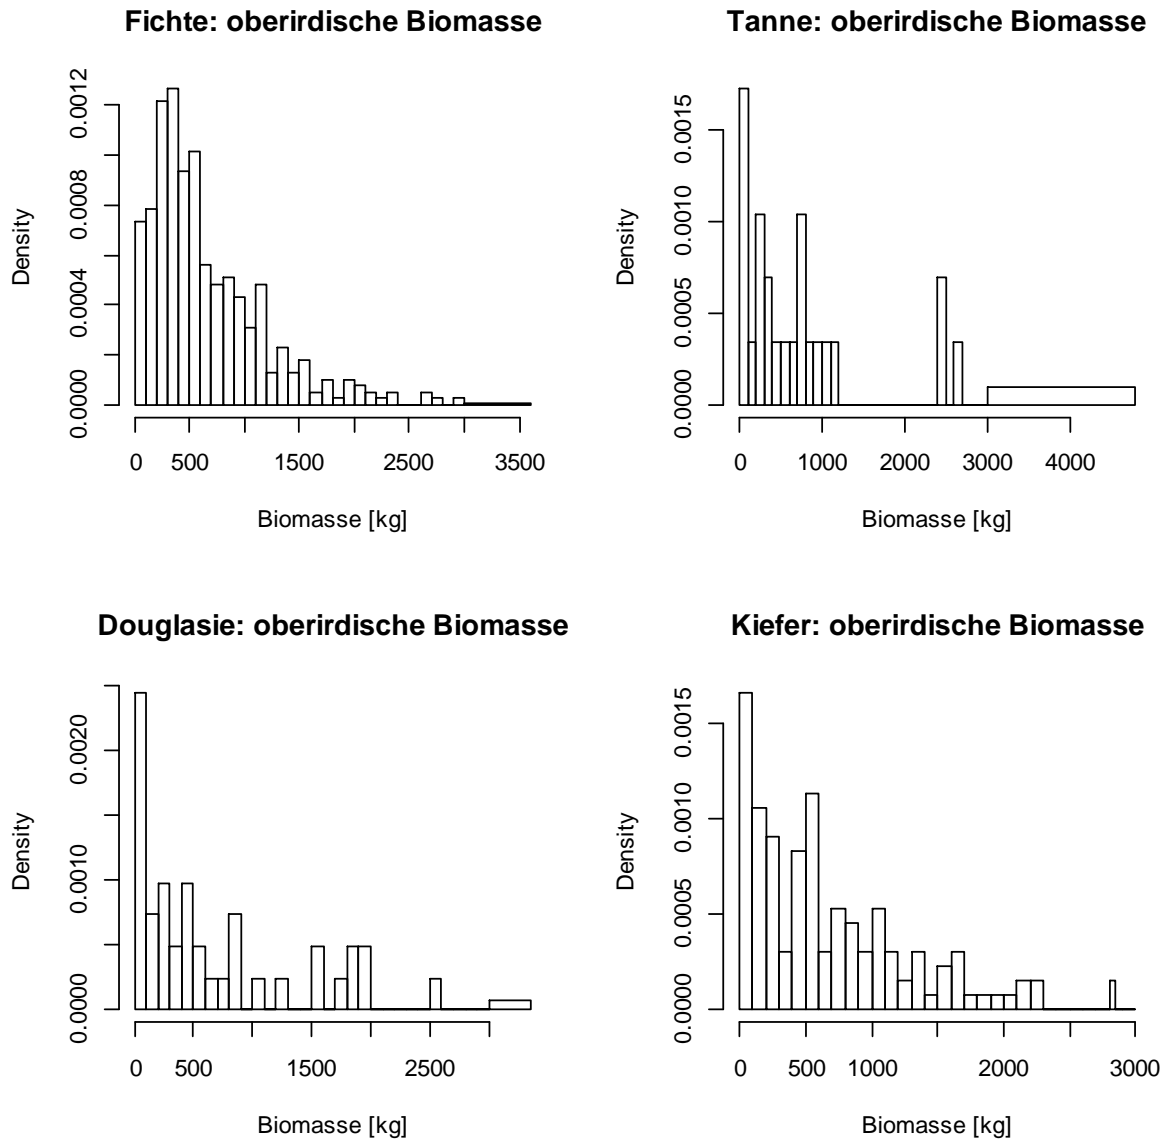 Fichte: oberirdische Biomasse
Density
0.0012
0.0008
0.0004
0.0000
0 500 1500 2500 3500
Biomasse [kg]
Tanne: oberirdische Biomasse
Density
0.0015
0.0010
0.0005
0.0000
0 1000 2000 3000 4000
Biomasse [kg]
Douglasie: oberirdische Biomasse
Density
0.0020
0.0010
0.0000
0 500 1500 2500
Biomasse [kg]
Kiefer: oberirdische Biomasse
Density
0.0015
0.0010
0.0005
0.0000
0 500 1000 2000 3000
Biomasse [kg]